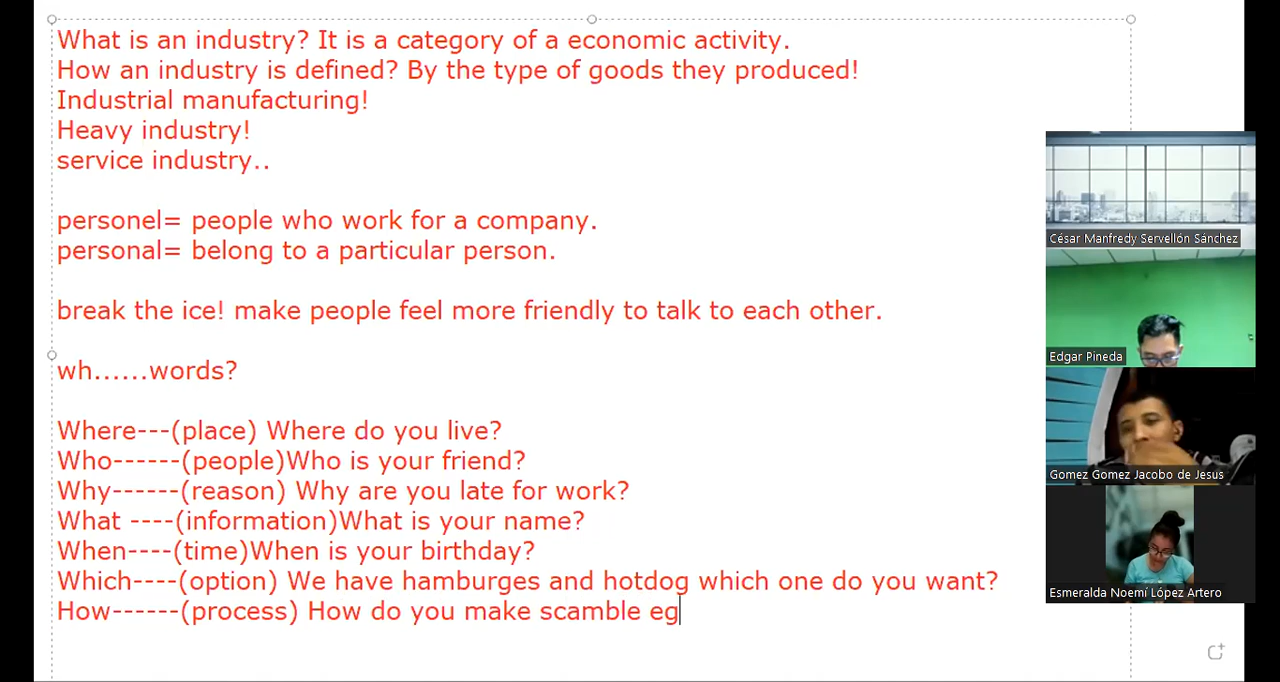 What is an industry? It is a category of a economic activity.
How an industry is defined? By the type of goods they produced!
Industrial manufacturing!
Heavy industry!
service industry..
personel= people who work for a company.
personal= belong to a particular person.
break the ice! make people feel more friendly to talk to each other.
wh......words?
Where---(place) Where do you live?
Who------(people)Who is your friend?
Why------(reason) Why are you late for work?
What ----(information)What is your name?
When----(time)When is your birthday?
Which----(option) We have hamburges and hotdog which one do you want?
How------(process) How do you make scamble eg
César Manfredy Servellón Sánchez
Edgar Pineda
Gomez Gomez Jacobo de Jesus
Esmeralda Noemí López Artero